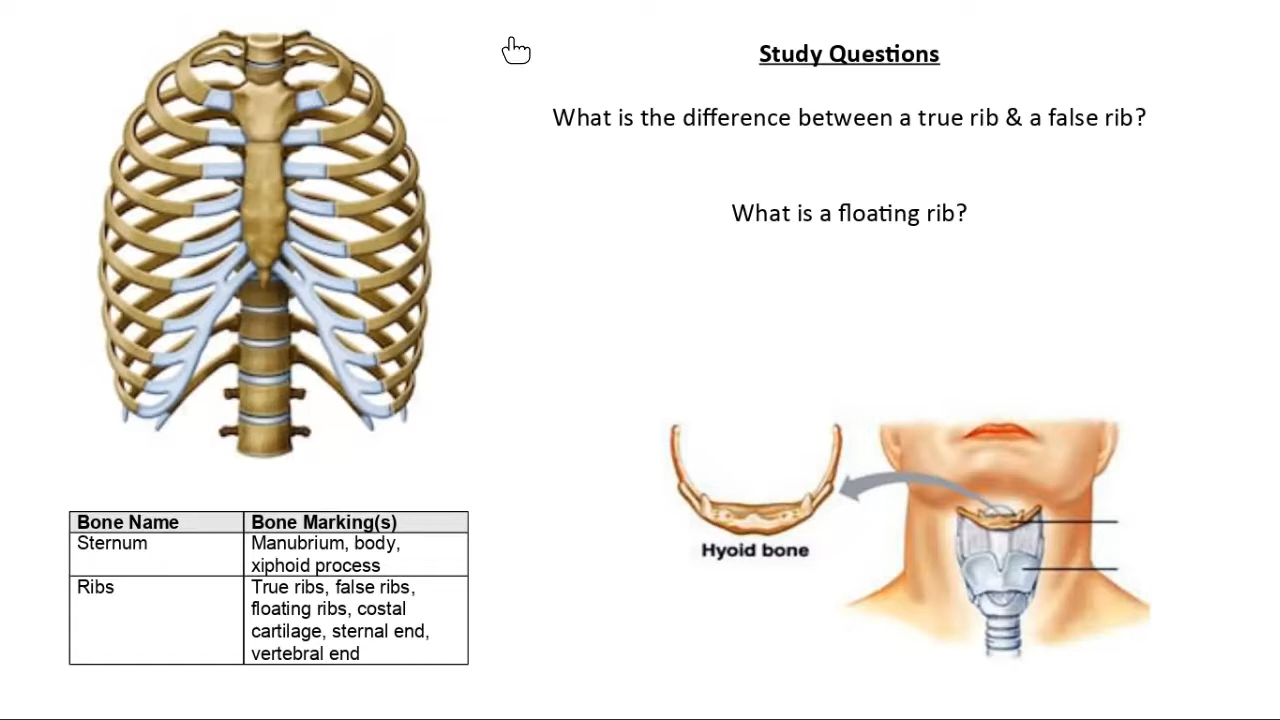 Study Questions
What is the difference between a true rib & a false rib?
What is a floating rib?
Hyoid bone
Bone Name Bone Marking(s)
Sternum Manubrium, body,
xiphoid process
Ribs True ribs, false ribs,
floating ribs, costal
cartilage, sternal end,
vertebral end